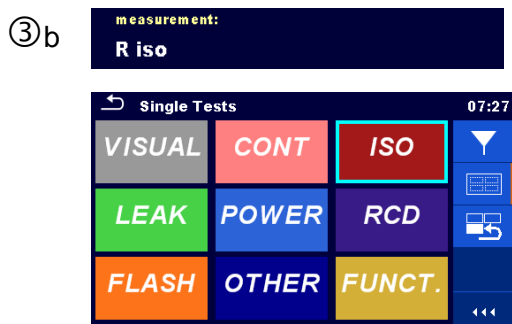 ③b
measurement:
R iso
Single Tests 07:27
VISUAL CONT ISO
LEAK POWER RCD
FLASH OTHER FUNCT.